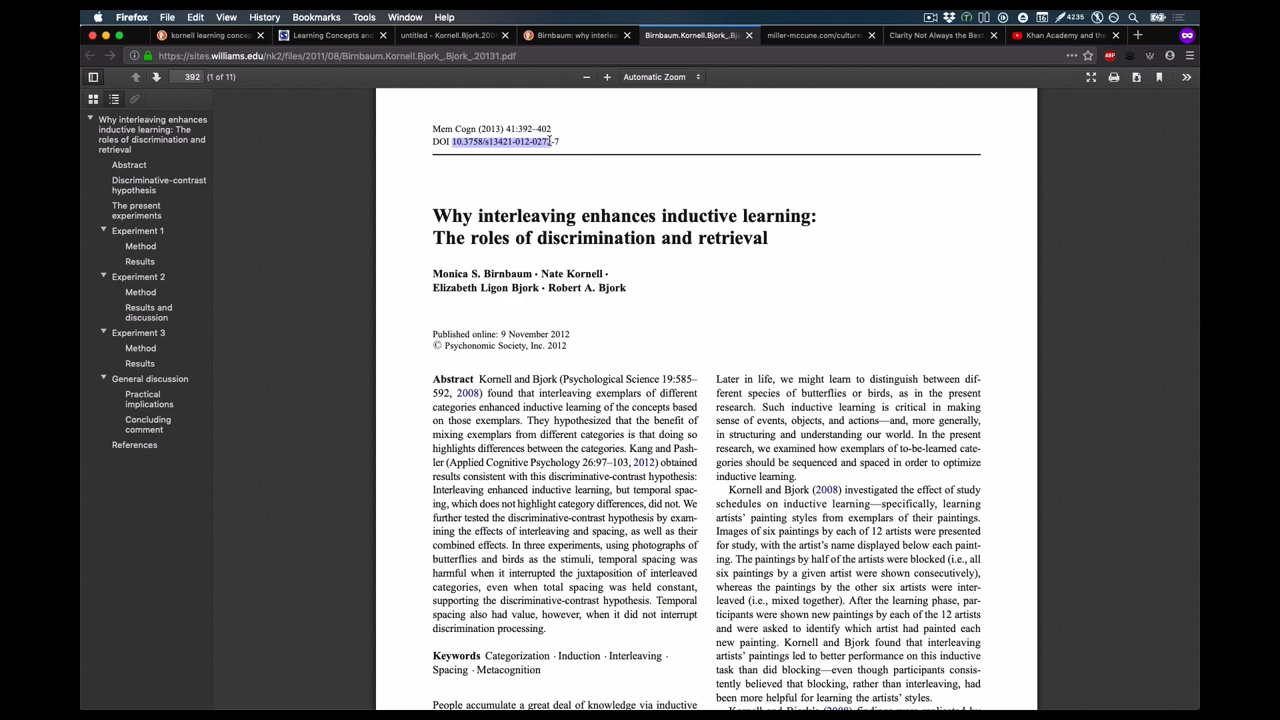 Firefox File Edit View History Bookmarks Tools Window Help 4235
kornell learning concep Learning Concepts and untitled - Kornell.Bjork.200 Birnbaum: why interleav Birnbaum.Kornell.Bjork_.Bj miller-mccune.com/culture Clarity Not Always the Bes Khan Academy and the
https://sites.williams.edu/nk2/files/2011/08/Birnbaum.Kornell.Bjork_.Bjork_.20131.pdf
392 (1 of 11) Automatic Zoom
Why interleaving enhances
inductive learning: The
roles of discrimination and
retrieval
Abstract
Discriminative-contrast
hypothesis
The present
experiments
Experiment 1
Method
Results
Experiment 2
Method
Results and
discussion
Experiment 3
Method
Results
General discussion
Practical
implications
Concluding
comment
References
Mem Cogn (2013) 41:392–402
DOI 10.3758/s13421-012-0272-7
Why interleaving enhances inductive learning:
The roles of discrimination and retrieval
Monica S. Birnbaum · Nate Kornell ·
Elizabeth Ligon Bjork · Robert A. Bjork
Published online: 9 November 2012
© Psychonomic Society, Inc. 2012
Abstract Kornell and Bjork (Psychological Science 19:585–
592, 2008) found that interleaving exemplars of different
categories enhanced inductive learning of the concepts based
on those exemplars. They hypothesized that the benefit of
mixing exemplars from different categories is that doing so
highlights differences between the categories. Kang and Pash-
ler (Applied Cognitive Psychology 26:97–103, 2012) obtained
results consistent with this discriminative-contrast hypothesis:
Interleaving enhanced inductive learning, but temporal spac-
ing, which does not highlight category differences, did not. We
further tested the discriminative-contrast hypothesis by exam-
ining the effects of interleaving and spacing, as well as their
combined effects. In three experiments, using photographs of
butterflies and birds as the stimuli, temporal spacing was
harmful when it interrupted the juxtaposition of interleaved
categories, even when total spacing was held constant,
supporting the discriminative-contrast hypothesis. Temporal
spacing also had value, however, when it did not interrupt
discrimination processing.
Keywords Categorization · Induction · Interleaving ·
Spacing · Metacognition
People accumulate a great deal of knowledge via inductive
Later in life, we might learn to distinguish between dif-
ferent species of butterflies or birds, as in the present
research. Such inductive learning is critical in making
sense of events, objects, and actions—and, more generally,
in structuring and understanding our world. In the present
research, we examined how exemplars of to-be-learned cate-
gories should be sequenced and spaced in order to optimize
inductive learning.
Kornell and Bjork (2008) investigated the effect of study
schedules on inductive learning—specifically, learning
artists' painting styles from exemplars of their paintings.
Images of six paintings by each of 12 artists were presented
for study, with the artist's name displayed below each paint-
ing. The paintings by half of the artists were blocked (i.e., all
six paintings by a given artist were shown consecutively),
whereas the paintings by the other six artists were inter-
leaved (i.e., mixed together). After the learning phase, par-
ticipants were shown new paintings by each of the 12 artists
and were asked to identify which artist had painted each
new painting. Kornell and Bjork found that interleaving
artists' paintings led to better performance on this inductive
task than did blocking—even though participants consis-
tently believed that blocking, rather than interleaving, had
been more helpful for learning the artists' styles.